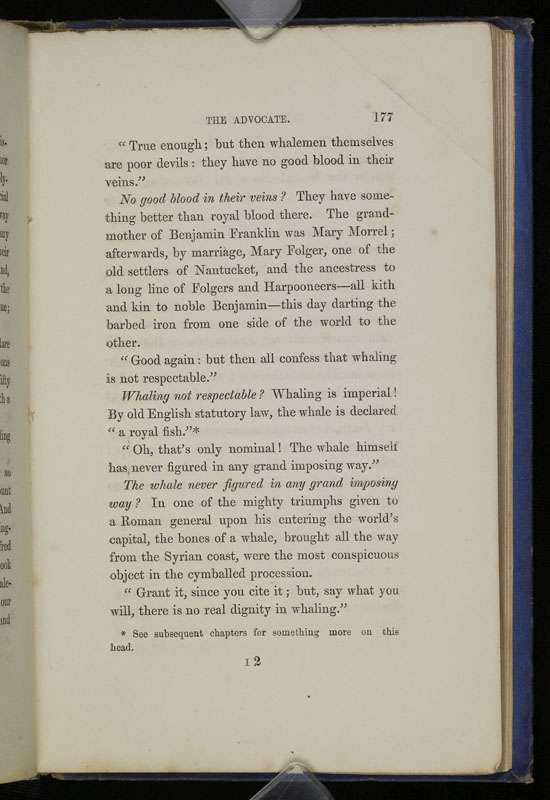 THE ADVOCATE. 177
“ True enough; but then whalemen themselves
are poor devils : they have no good blood in their
veins.”
No good blood in their veins ? They have some-
thing better than royal blood there. The grand-
mother of Benjamin Franklin was Mary Morrel ;
afterwards, by marriage, Mary Folger, one of the
old settlers of Nantucket, and the ancestress to
a long line of Folgers and Harpooneers—all kith
and kin to noble Benjamin—this day darting the
barbed iron from one side of the world to the
other.
“ Good again : but then all confess that whaling
is not respectable.”
Whaling not respectable ? Whaling is imperial !
By old English statutory law, the whale is declared
“ a royal fish.”*
“ Oh, that’s only nominal ! The whale himself
has never figured in any grand imposing way.”
The whale never figured in any grand imposing
way ? In one of the mighty triumphs given to
a Roman general upon his entering the world’s
capital, the bones of a whale, brought all the way
from the Syrian coast, were the most conspicuous
object in the cymballed procession.
“ Grant it, since you cite it ; but, say what you
will, there is no real dignity in whaling.”
* See subsequent chapters for something more on this
head.
I 2